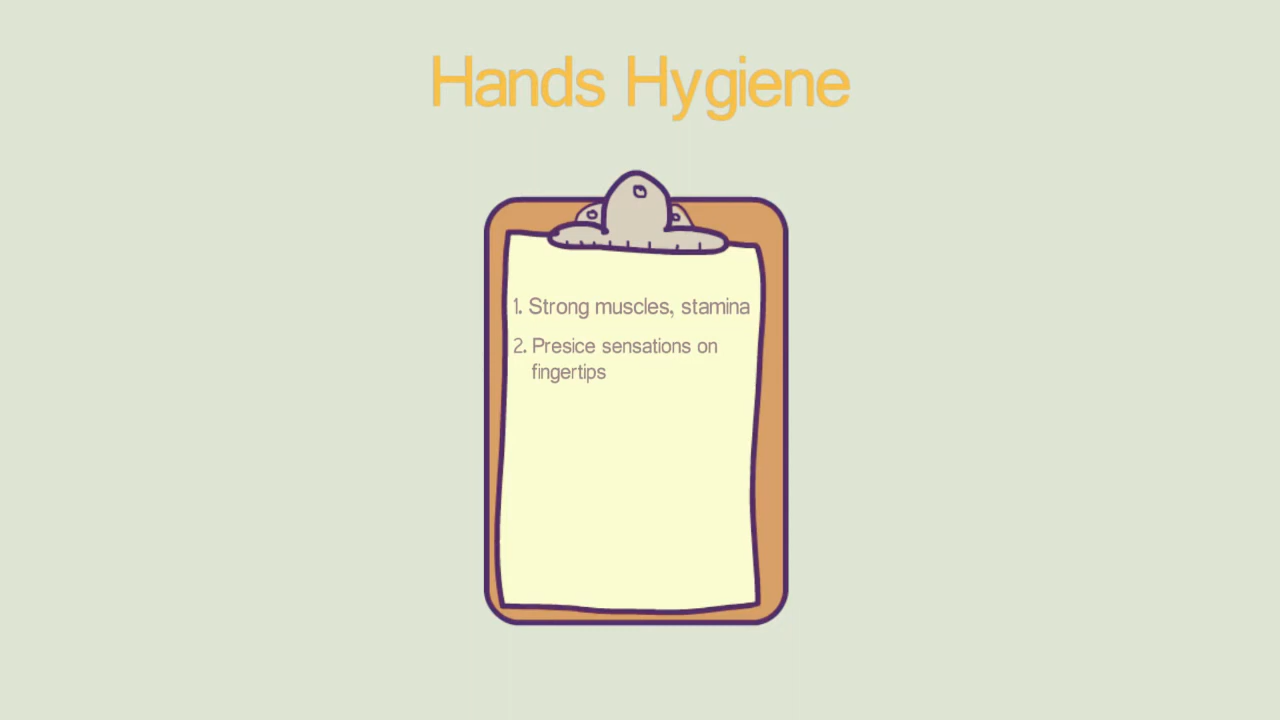 Hands Hygiene
1. Strong muscles, stamina
2. Presice sensations on
fingertips